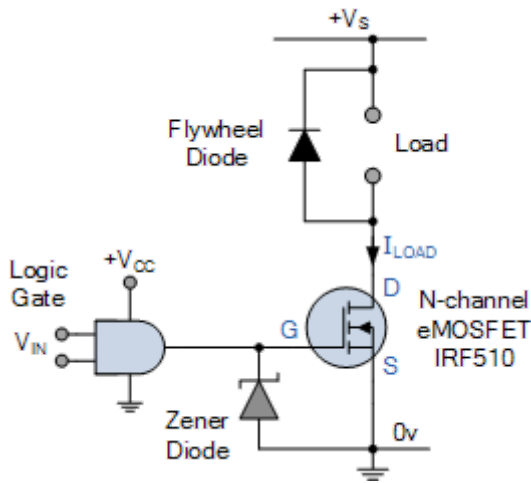 +VS
Flywheel
Diode
Load
ILOAD
Logic
Gate
+VCC
D
N-channel
eMOSFET
IRF510
G
VIN
S
Zener
Diode
0v